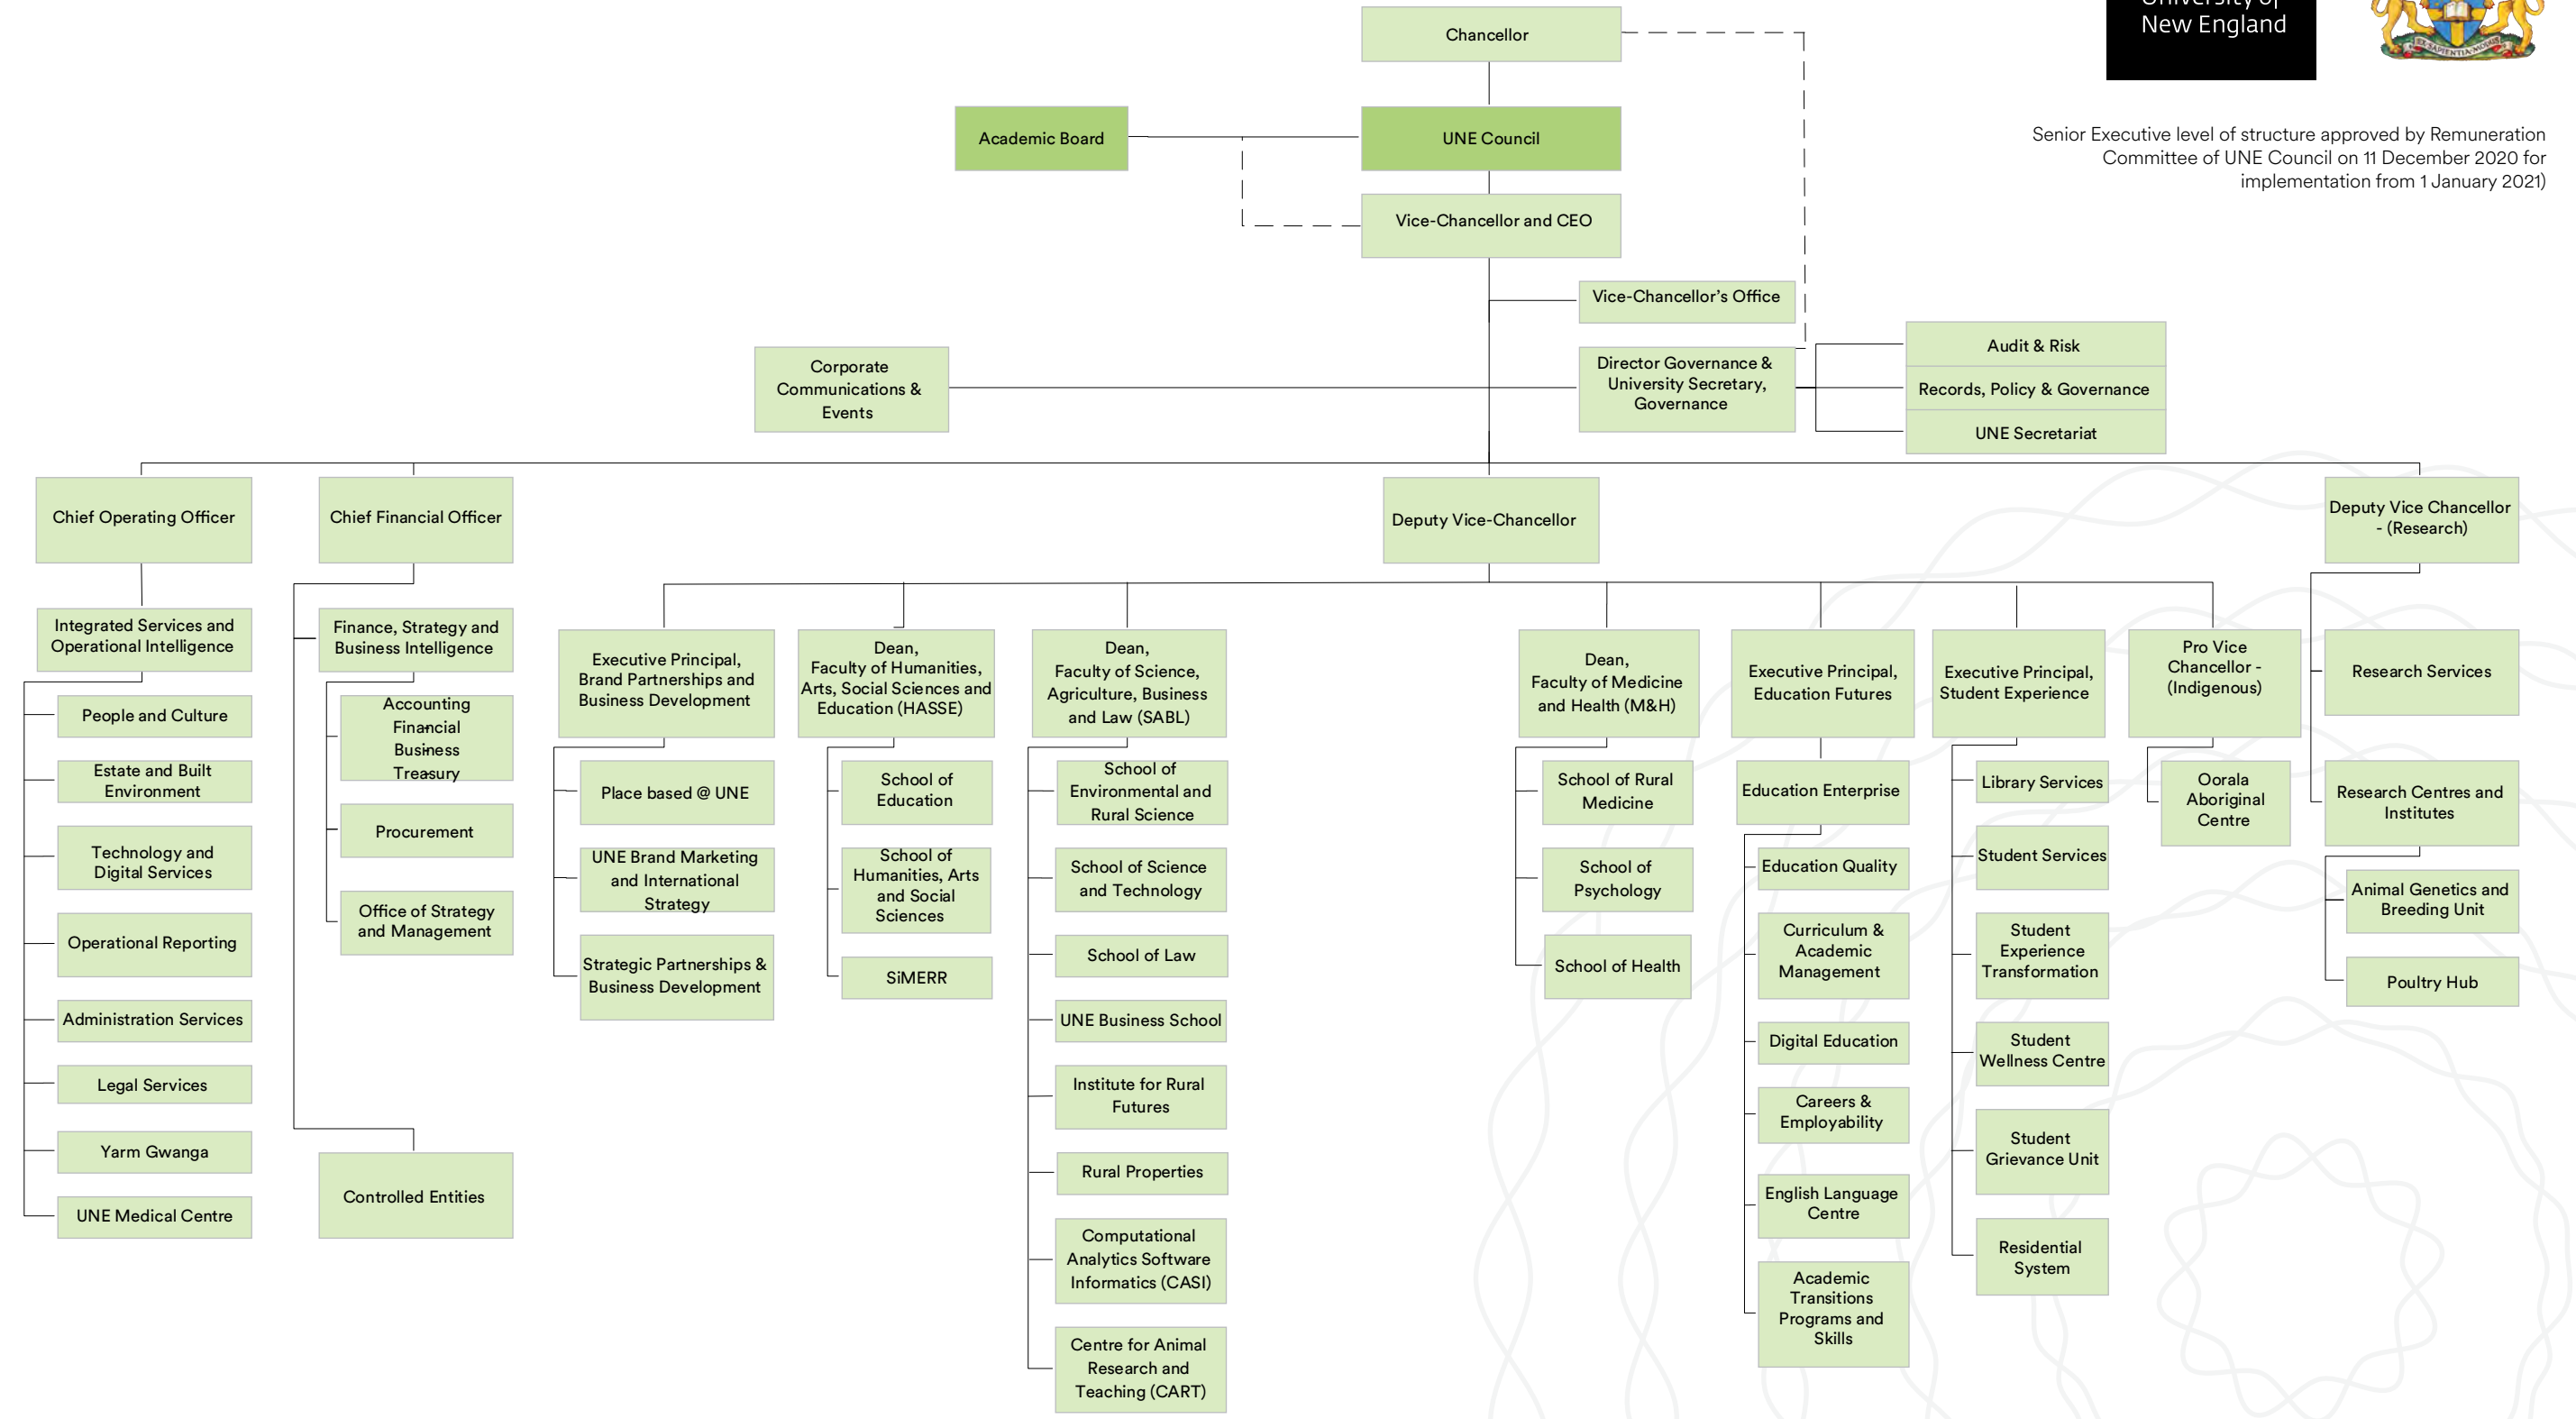 Chancellor
University of
New England
EX·SAPIENTIA·MODUS
Academic Board
UNE Council
Senior Executive level of structure approved by Remuneration
Committee of UNE Council on 11 December 2020 for
implementation from 1 January 2021)
Vice-Chancellor and CEO
Vice-Chancellor's Office
Corporate
Communications &
Events
Director Governance &
University Secretary,
Governance
Audit & Risk
Records, Policy & Governance
UNE Secretariat
Chief Operating Officer
Chief Financial Officer
Deputy Vice-Chancellor
Deputy Vice Chancellor
- (Research)
Integrated Services and
Operational Intelligence
People and Culture
Estate and Built
Environment
Technology and
Digital Services
Operational Reporting
Administration Services
Legal Services
Yarm Gwanga
UNE Medical Centre
Finance, Strategy and
Business Intelligence
Accounting
Financial
Business
Treasury
Procurement
Office of Strategy
and Management
Controlled Entities
Executive Principal,
Brand Partnerships and
Business Development
Place based @ UNE
UNE Brand Marketing
and International
Strategy
Strategic Partnerships &
Business Development
Dean,
Faculty of Humanities,
Arts, Social Sciences and
Education (HASSE)
School of
Education
School of
Humanities, Arts
and Social
Sciences
SiMERR
Dean,
Faculty of Science,
Agriculture, Business
and Law (SABL)
School of
Environmental and
Rural Science
School of Science
and Technology
School of Law
UNE Business School
Institute for Rural
Futures
Rural Properties
Computational
Analytics Software
Informatics (CASI)
Centre for Animal
Research and
Teaching (CART)
Dean,
Faculty of Medicine
and Health (M&H)
School of Rural
Medicine
School of
Psychology
School of Health
Executive Principal,
Education Futures
Education Enterprise
Education Quality
Curriculum &
Academic
Management
Digital Education
Careers &
Employability
English Language
Centre
Academic
Transitions
Programs and
Skills
Executive Principal,
Student Experience
Library Services
Student Services
Student
Experience
Transformation
Student
Wellness Centre
Student
Grievance Unit
Residential
System
Pro Vice
Chancellor -
(Indigenous)
Oorala
Aboriginal
Centre
Research Services
Research Centres and
Institutes
Animal Genetics and
Breeding Unit
Poultry Hub